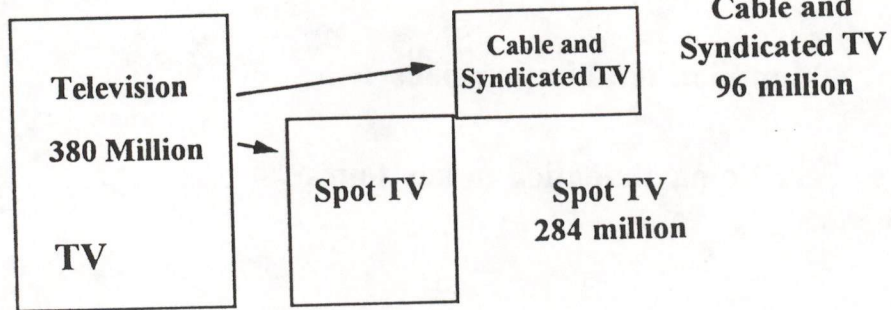 Television
380 Million
TV
Cable and
Syndicated TV
Cable and
Syndicated TV
96 million
Spot TV
Spot TV
284 million